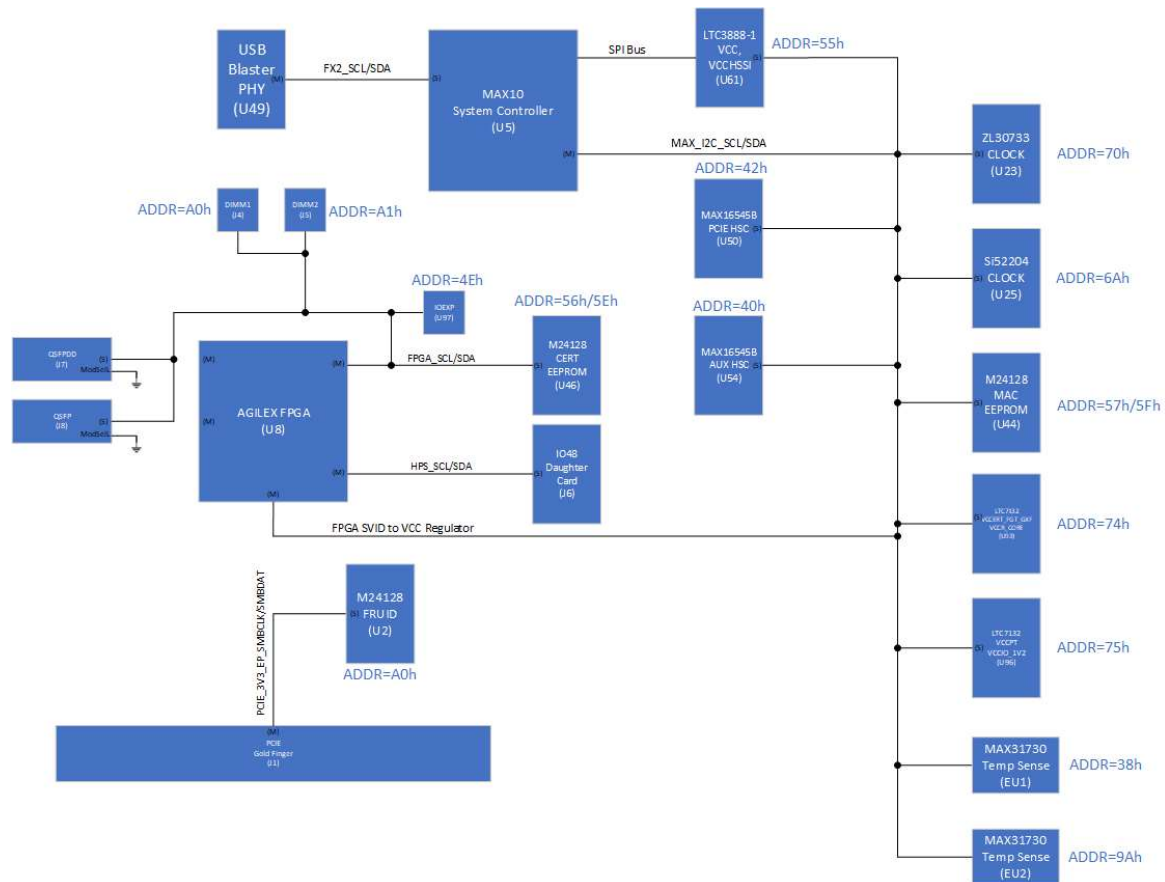 USB
Blaster
PHY
(U49)
(M)
FX2_SCL/SDA
(S)
MAX10
System Controller
(U5)
(M)
SPI Bus
LTC3888-1
VCC,
VCCHSSI
(U61)
(S)
ADDR=55h
MAX_I2C_SCL/SDA
ZL30733
CLOCK
(U23)
(S)
ADDR=70h
ADDR=42h
MAX16545B
PCIE HSC
(U50)
(S)
ADDR=A0h
DIMM1
(J4)
DIMM2
(J5)
ADDR=A1h
Si52204
CLOCK
(U25)
(S)
ADDR=6Ah
ADDR=4Eh
IOEXP
(U97)
ADDR=56h/5Eh
M24128
CERT
EEPROM
(U46)
(S)
ADDR=40h
MAX16545B
AUX HSC
(U54)
(S)
QSFPDD
(J7)
(S)
ModSelL
QSFP
(J8)
(S)
ModSelL
(M)
(M)
AGILEX FPGA
(U8)
(M)
(M)
(M)
FPGA_SCL/SDA
HPS_SCL/SDA
IO48
Daughter
Card
(J6)
(S)
M24128
MAC
EEPROM
(U44)
(S)
ADDR=57h/5Fh
FPGA SVID to VCC Regulator
LTC7132
(S)
ADDR=74h
PCIE_3V3_EP_SMBCLK/SMBDAT
M24128
FRUID
(U2)
(S)
ADDR=A0h
LTC7132
VCCPT
VCCIO_1V2
(U96)
(S)
ADDR=75h
(M)
PCIE
Gold Finger
(J1)
MAX31730
Temp Sense
(EU1)
(S)
ADDR=38h
MAX31730
Temp Sense
(EU2)
(S)
ADDR=9Ah